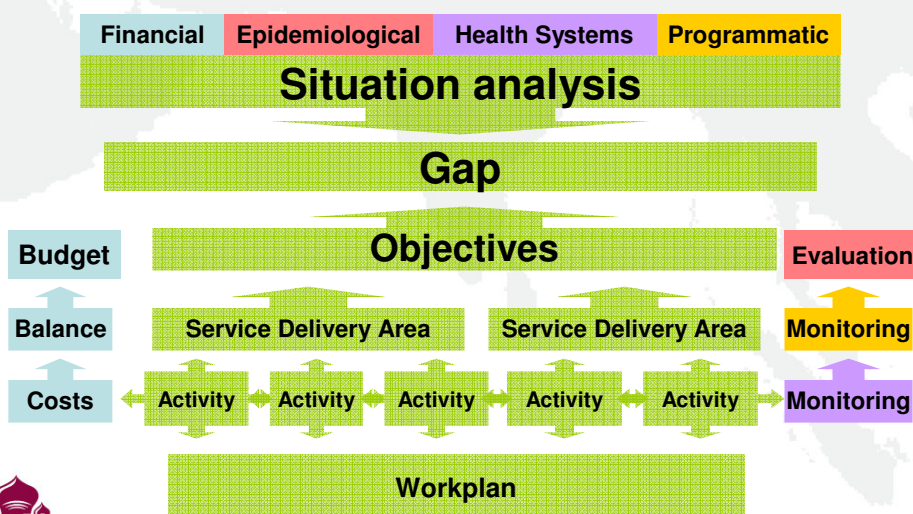 Financial Epidemiological Health Systems Programmatic
Situation analysis
Gap
Budget Objectives Evaluation
Balance Service Delivery Area Service Delivery Area Monitoring
Costs Activity Activity Activity Activity Activity Monitoring
Workplan